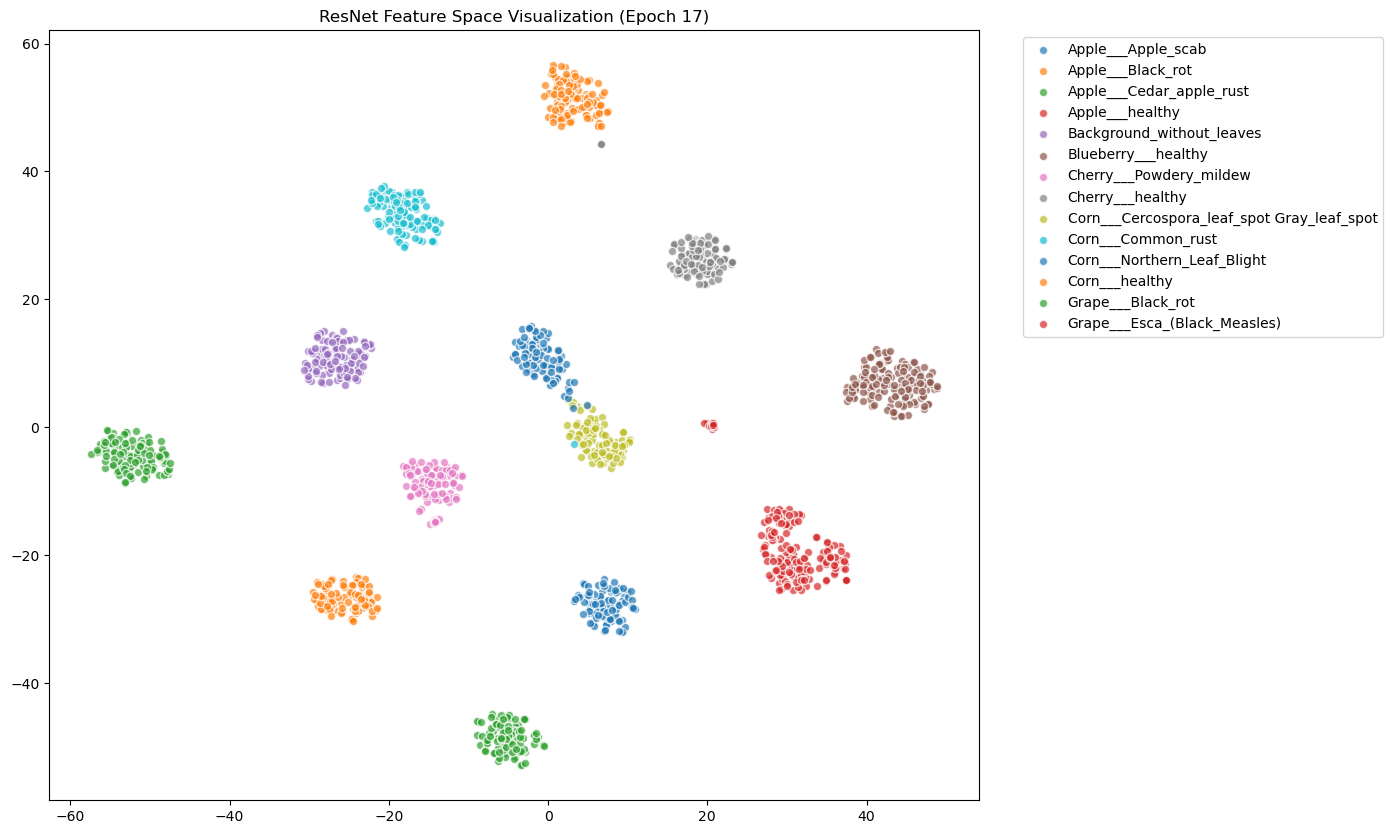 ResNet Feature Space Visualization (Epoch 17)
60
40
20
0
−20
−40
−60
−40
−20
0
20
40
Apple___Apple_scab
Apple___Black_rot
Apple___Cedar_apple_rust
Apple___healthy
Background_without_leaves
Blueberry___healthy
Cherry___Powdery_mildew
Cherry___healthy
Corn___Cercospora_leaf_spot Gray_leaf_spot
Corn___Common_rust
Corn___Northern_Leaf_Blight
Corn___healthy
Grape___Black_rot
Grape___Esca_(Black_Measles)